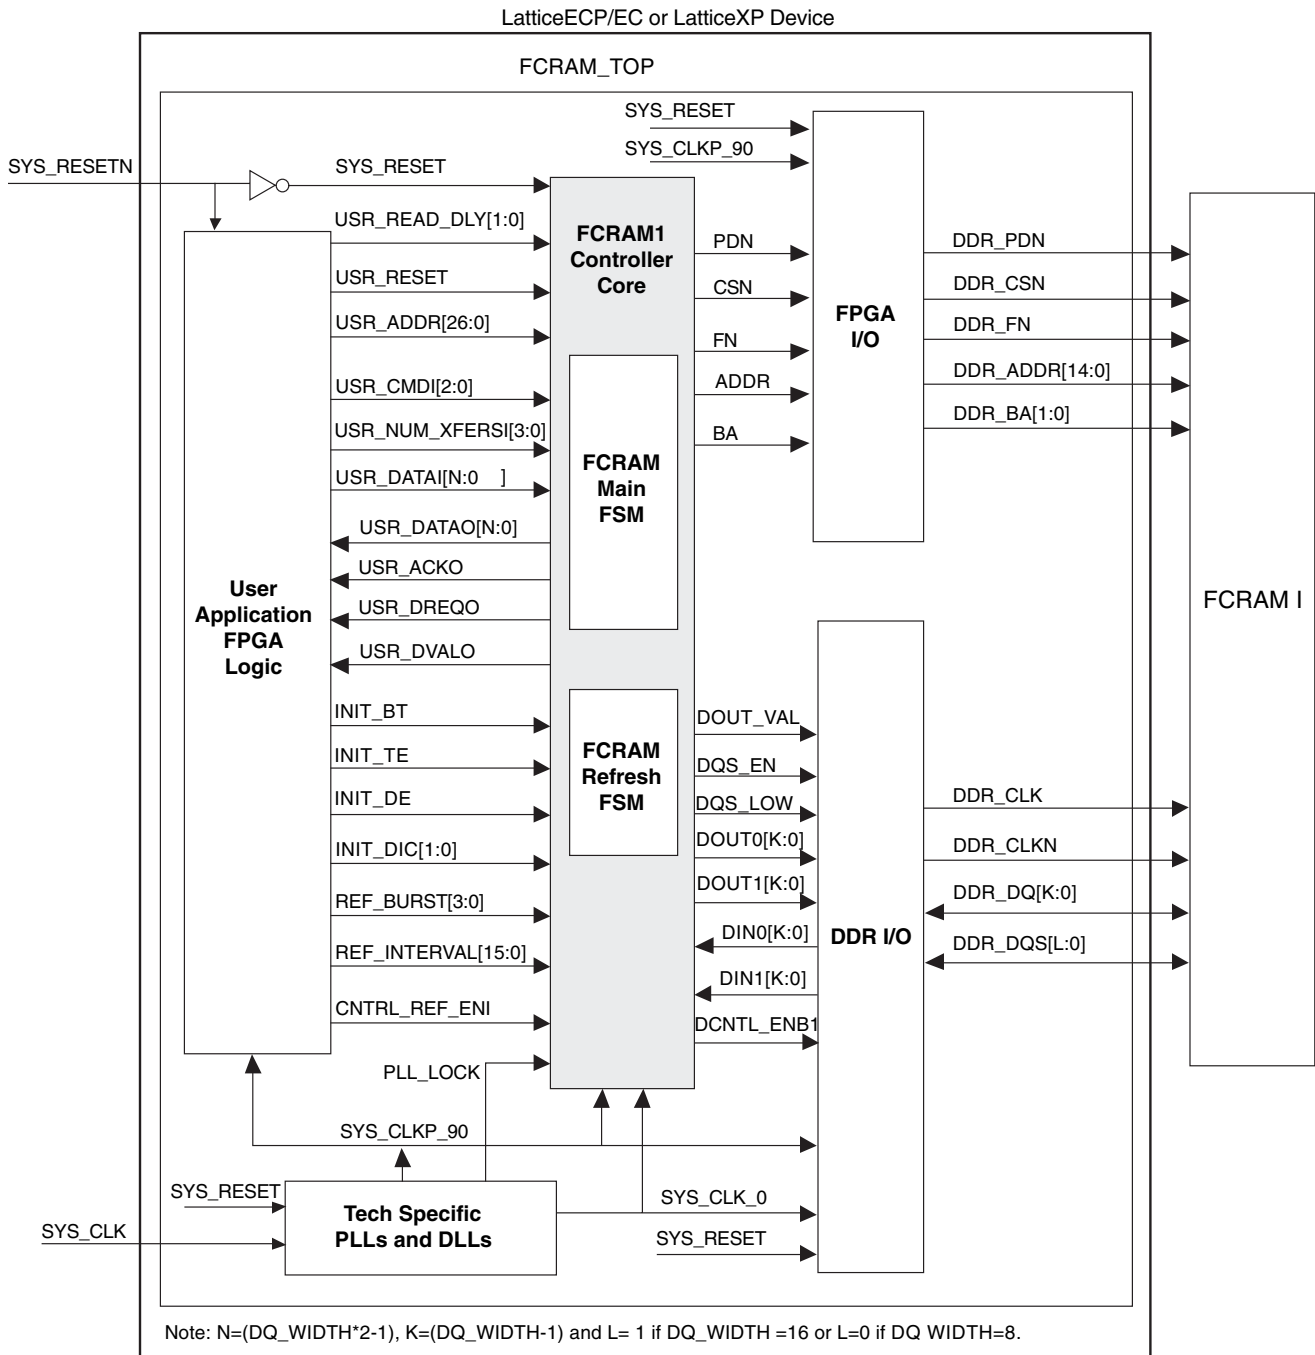 LatticeECP/EC or LatticeXP Device
FCRAM_TOP
SYS_RESET
SYS_CLKP_90
SYS_RESETN
SYS_RESET
USR_READ_DLY[1:0]
USR_RESET
USR_ADDR[26:0]
USR_CMDI[2:0]
USR_NUM_XFERSI[3:0]
USR_DATAI[N:0 ]
USR_DATAO[N:0]
USR_ACKO
USR_DREQO
USR_DVALO
INIT_BT
INIT_TE
INIT_DE
INIT_DIC[1:0]
REF_BURST[3:0]
REF_INTERVAL[15:0]
CNTRL_REF_ENI
PLL_LOCK
User
Application
FPGA
Logic
FCRAM1
Controller
Core
FCRAM
Main
FSM
FCRAM
Refresh
FSM
PDN
CSN
FN
ADDR
BA
FPGA
I/O
DDR_PDN
DDR_CSN
DDR_FN
DDR_ADDR[14:0]
DDR_BA[1:0]
FCRAM I
DOUT_VAL
DQS_EN
DQS_LOW
DOUT0[K:0]
DOUT1[K:0]
DIN0[K:0]
DIN1[K:0]
DCNTL_ENB1
DDR I/O
DDR_CLK
DDR_CLKN
DDR_DQ[K:0]
DDR_DQS[L:0]
SYS_CLKP_90
SYS_RESET
SYS_CLK
Tech Specific
PLLs and DLLs
SYS_CLK_0
SYS_RESET
Note: N=(DQ_WIDTH*2-1), K=(DQ_WIDTH-1) and L= 1 if DQ_WIDTH =16 or L=0 if DQ WIDTH=8.